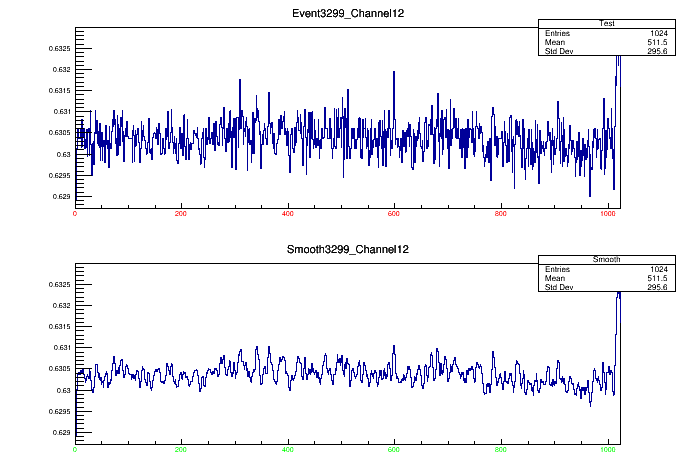 Event3299_Channel12
Test
Entries 1024
Mean 511.5
Std Dev 295.6
0.6325
0.632
0.6315
0.631
0.6305
0.63
0.6295
0.629
0 200 400 600 800 1000
Smooth3299_Channel12
Smooth
Entries 1024
Mean 511.5
Std Dev 295.6
0.6325
0.632
0.6315
0.631
0.6305
0.63
0.6295
0.629
0 200 400 600 800 1000